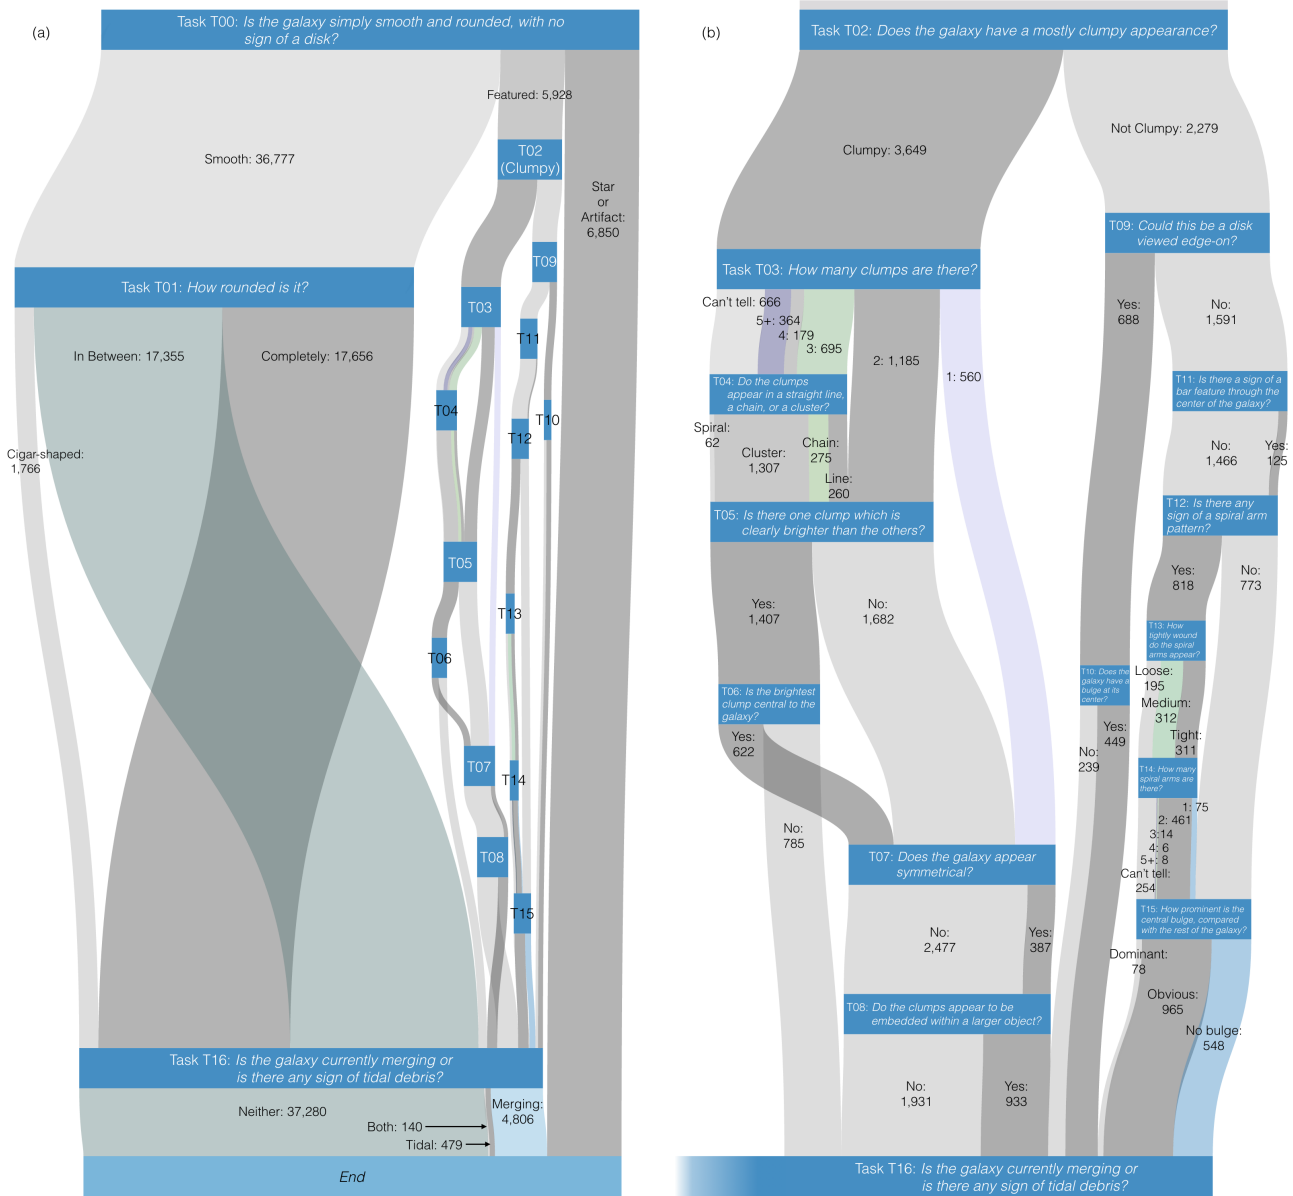 (a)
Task T00: Is the galaxy simply smooth and rounded, with no
sign of a disk?
Featured: 5,928
Smooth: 36,777
T02
(Clumpy)
Star
or
Artifact:
6,850
T09
Task T01: How rounded is it?
T03
T11
In Between: 17,355
Completely: 17,656
T04
T10
T12
Cigar-shaped:
1,766
T05
T13
T06
T07
T14
T08
T15
Task T16: Is the galaxy currently merging or
is there any sign of tidal debris?
Neither: 37,280
Merging:
4,806
Both: 140
Tidal: 479
End
(b)
Task T02: Does the galaxy have a mostly clumpy appearance?
Clumpy: 3,649
Not Clumpy: 2,279
T09: Could this be a disk
viewed edge-on?
Task T03: How many clumps are there?
Can't tell: 666
5+: 364
4: 179
3: 695
2: 1,185
1: 560
Yes:
688
No:
1,591
T04: Do the clumps
appear in a straight line,
a chain, or a cluster?
T11: Is there a sign of a
bar feature through the
center of the galaxy?
Spiral:
62
Cluster:
1,307
Chain:
275
Line:
260
No:
1,466
Yes:
125
T05: Is there one clump which is
clearly brighter than the others?
T12: Is there any
sign of a spiral arm
pattern?
Yes:
1,407
No:
1,682
Yes:
818
No:
773
T13: How
tightly wound
do the spiral
arms appear?
T06: Is the brightest
clump central to the
galaxy?
T10: Does the
galaxy have a
bulge at its
center?
Loose:
195
Medium:
312
Tight:
311
Yes:
622
No:
785
Yes:
449
No:
239
T14: How many
spiral arms are
there?
1: 75
2: 461
3: 14
4: 6
5+: 8
Can't tell:
254
T07: Does the galaxy appear
symmetrical?
T15: How prominent is the
central bulge, compared
with the rest of the galaxy?
No:
2,477
Yes:
387
Dominant:
78
Obvious:
965
No bulge:
548
T08: Do the clumps appear to be
embedded within a larger object?
No:
1,931
Yes:
933
Task T16: Is the galaxy currently merging or
is there any sign of tidal debris?